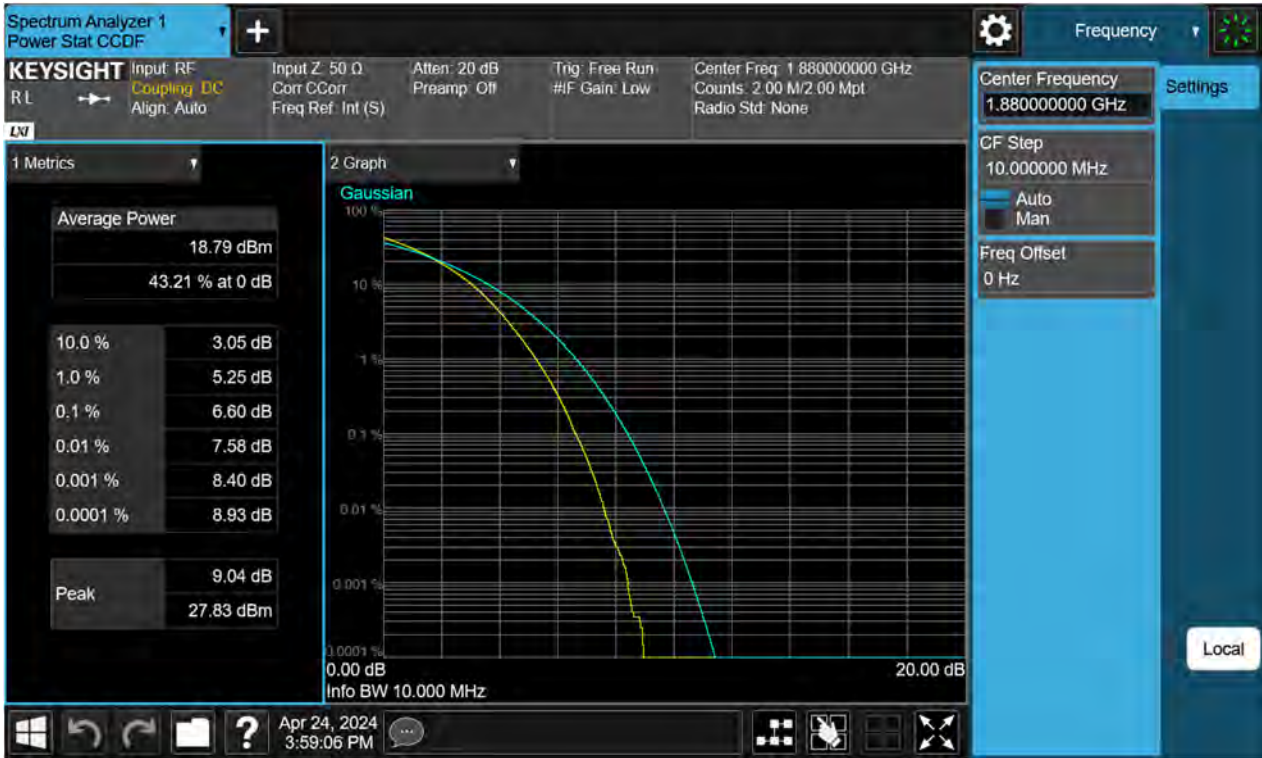 Spectrum Analyzer 1
Power Stat CCDF
Frequency
KEYSIGHT
R L
LXI
Input: RF
Coupling: DC
Align: Auto
Input Z: 50 Ω
Corr CCorr
Freq Ref: Int (S)
Atten: 20 dB
Preamp: Off
Trig: Free Run
#IF Gain: Low
Center Freq: 1.880000000 GHz
Counts: 2.00 M/2.00 Mpt
Radio Std: None
1 Metrics
Average Power
18.79 dBm
43.21 % at 0 dB
10.0 % 3.05 dB
1.0 % 5.25 dB
0.1 % 6.60 dB
0.01 % 7.58 dB
0.001 % 8.40 dB
0.0001 % 8.93 dB
Peak
9.04 dB
27.83 dBm
2 Graph
Gaussian
100 %
10 %
1 %
0.1 %
0.01 %
0.001 %
0.0001 %
0.00 dB 20.00 dB
Info BW 10.000 MHz
Center Frequency
1.880000000 GHz
CF Step
10.000000 MHz
Auto
Man
Freq Offset
0 Hz
Settings
Local
?
Apr 24, 2024
3:59:06 PM